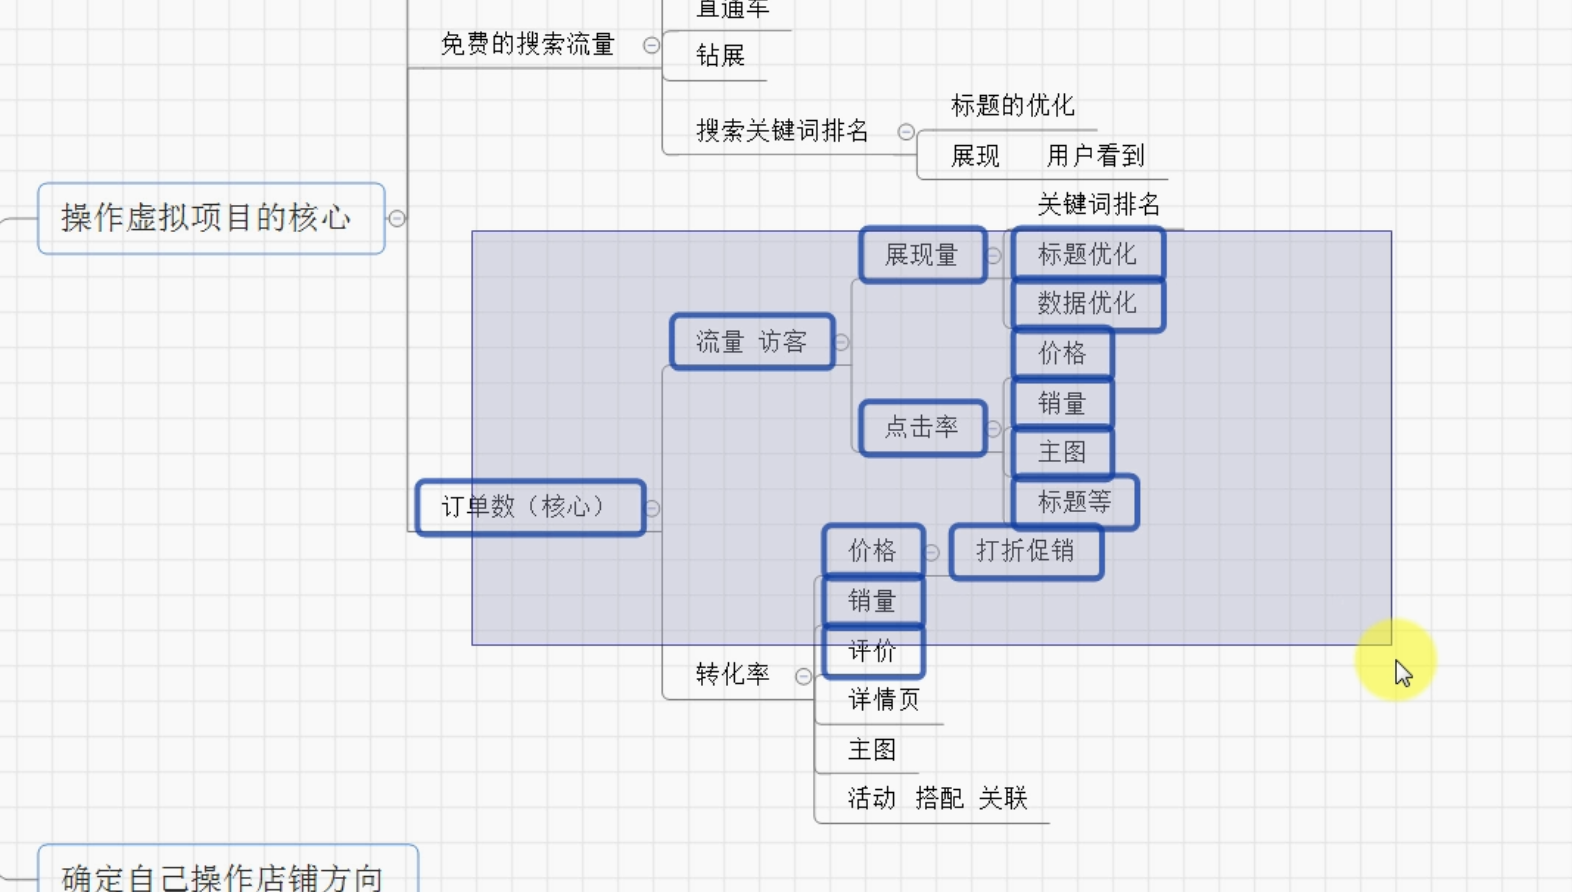 直通车
免费的搜索流量
钻展
标题的优化
搜索关键词排名
展现 用户看到
关键词排名
操作虚拟项目的核心
展现量
标题优化
数据优化
流量 访客
价格
销量
点击率
主图
标题等
订单数（核心）
价格
打折促销
销量
评价
转化率
详情页
主图
活动 搭配 关联
确定自己操作店铺方向